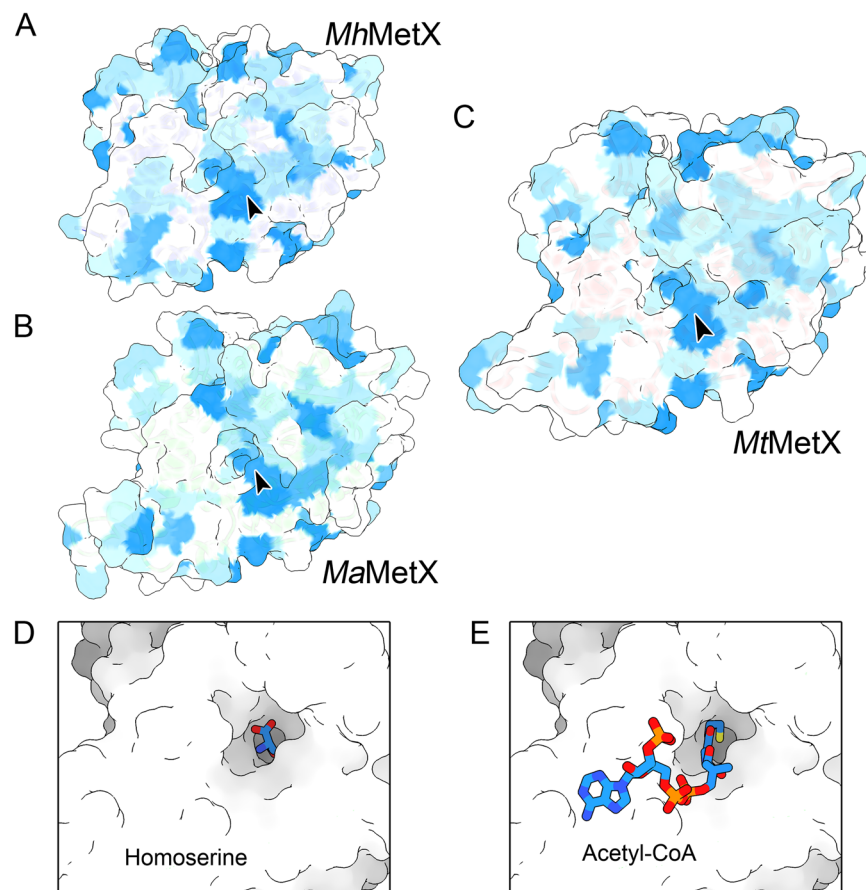 A
MhMetX
B
MaMetX
C
MtMetX
D
Homoserine
E
Acetyl-CoA